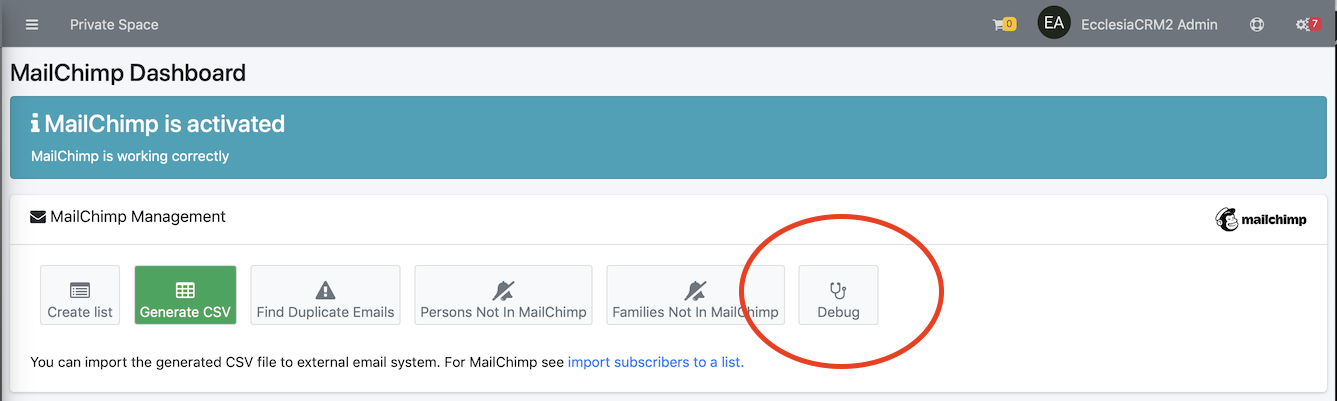 Private Space
0
EA
EcclesiaCRM2 Admin
7
MailChimp Dashboard
MailChimp is activated
MailChimp is working correctly
MailChimp Management
mailchimp
Create list
Generate CSV
Find Duplicate Emails
Persons Not In MailChimp
Families Not In MailChimp
Debug
You can import the generated CSV file to external email system. For MailChimp see import subscribers to a list.